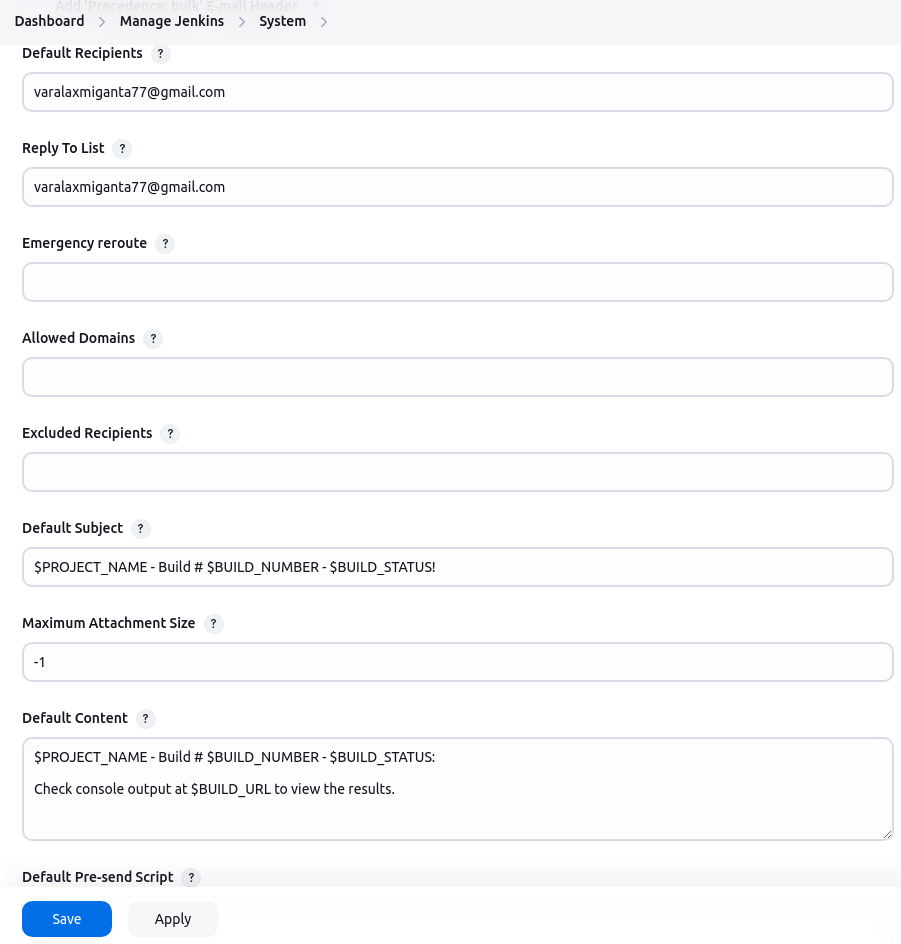 Add 'Precedence: bulk' E-mail Header ?
Dashboard > Manage Jenkins > System >
Default Recipients ?
varalaxmiganta77@gmail.com
Reply To List ?
varalaxmiganta77@gmail.com
Emergency reroute ?
Allowed Domains ?
Excluded Recipients ?
Default Subject ?
$PROJECT_NAME - Build # $BUILD_NUMBER - $BUILD_STATUS!
Maximum Attachment Size ?
-1
Default Content ?
$PROJECT_NAME - Build # $BUILD_NUMBER - $BUILD_STATUS:
Check console output at $BUILD_URL to view the results.
Default Pre-send Script ?
Save Apply